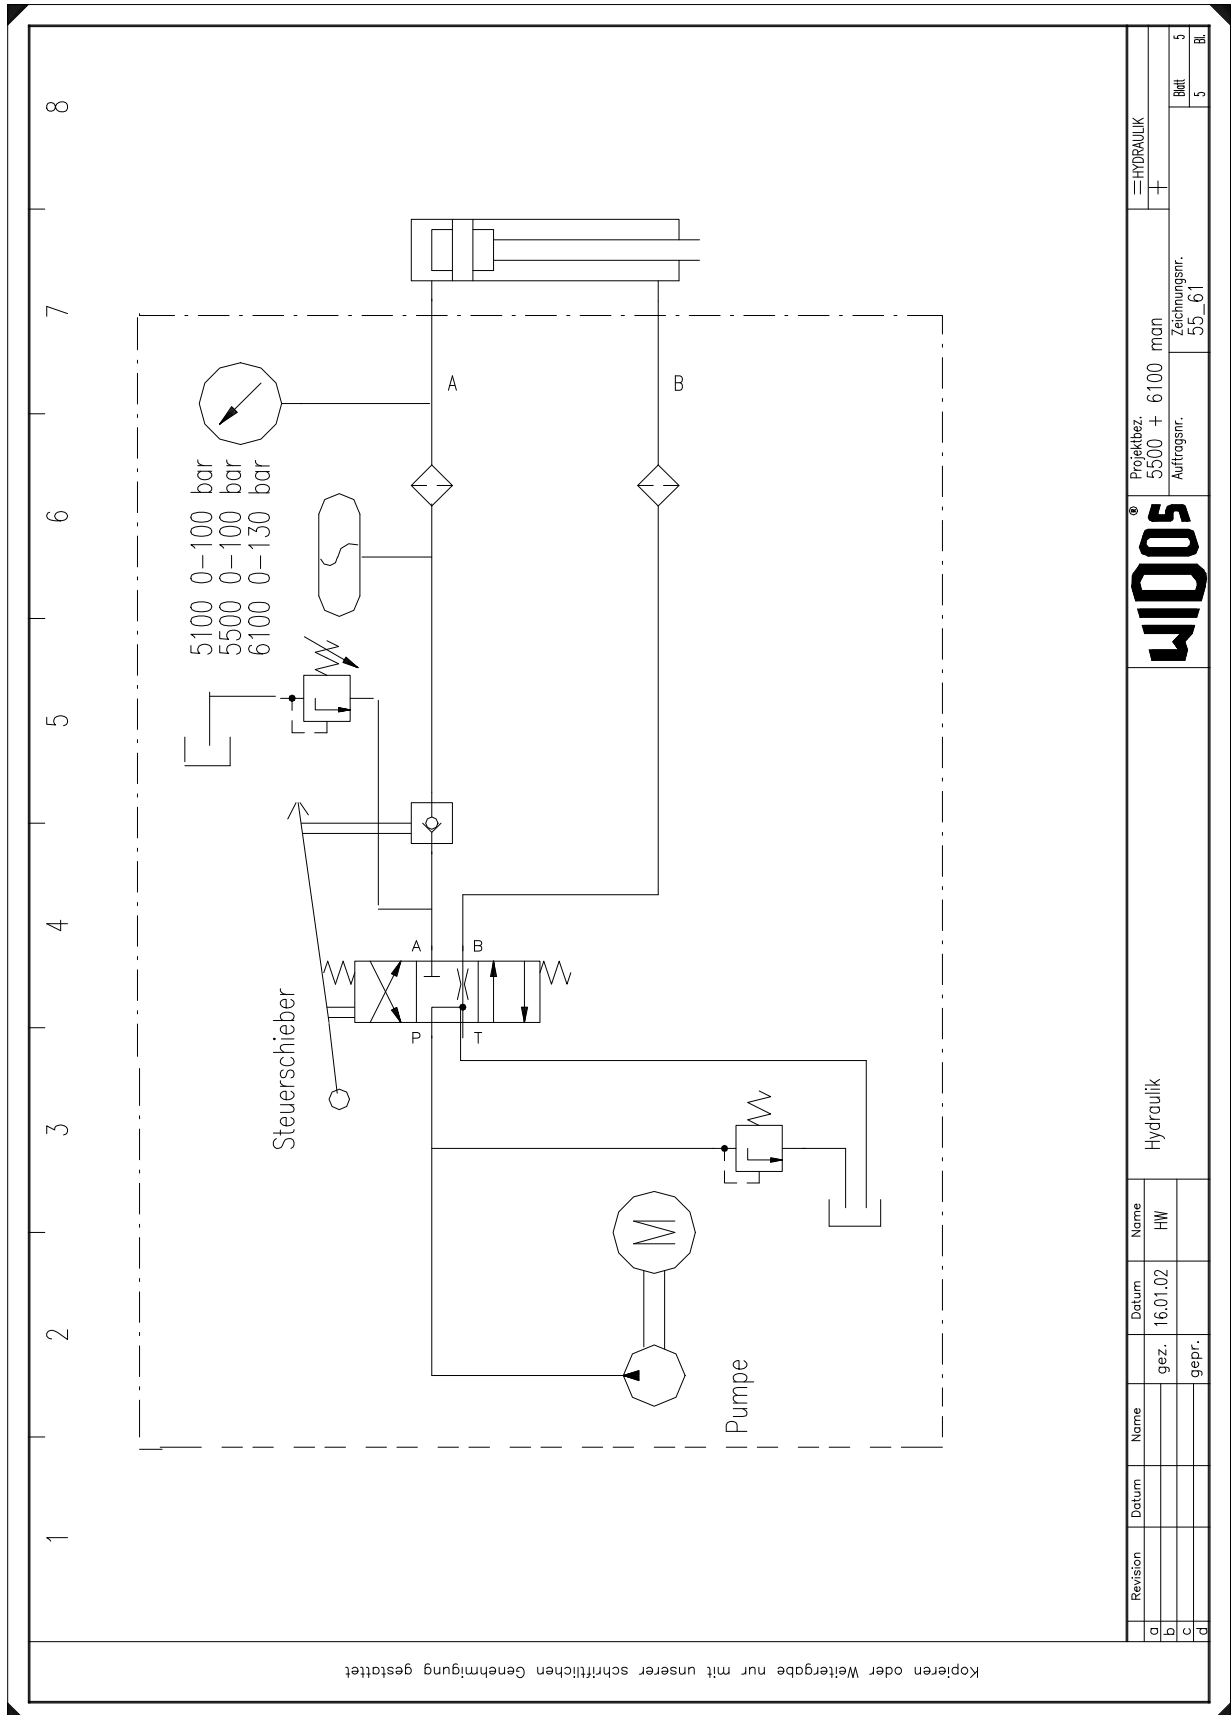 1
2
3
4
5
6
7
8
5100 0-100 bar
5500 0-100 bar
6100 0-130 bar
Steuerschieber
A
B
A
B
P
T
M
Pumpe
Kopieren oder Weitergabe nur mit unserer schriftlichen Genehmigung gestattet
Revision Datum Name
a
b
c
d
Datum Name
gez. 16.01.02 HW
gepr.
Hydraulik
WIDOS®
Projektbez.
5500 + 6100 man
Auftragsnr.
Zeichnungsnr.
55_61
=HYDRAULIK
+
Blatt 5
5 Bl.